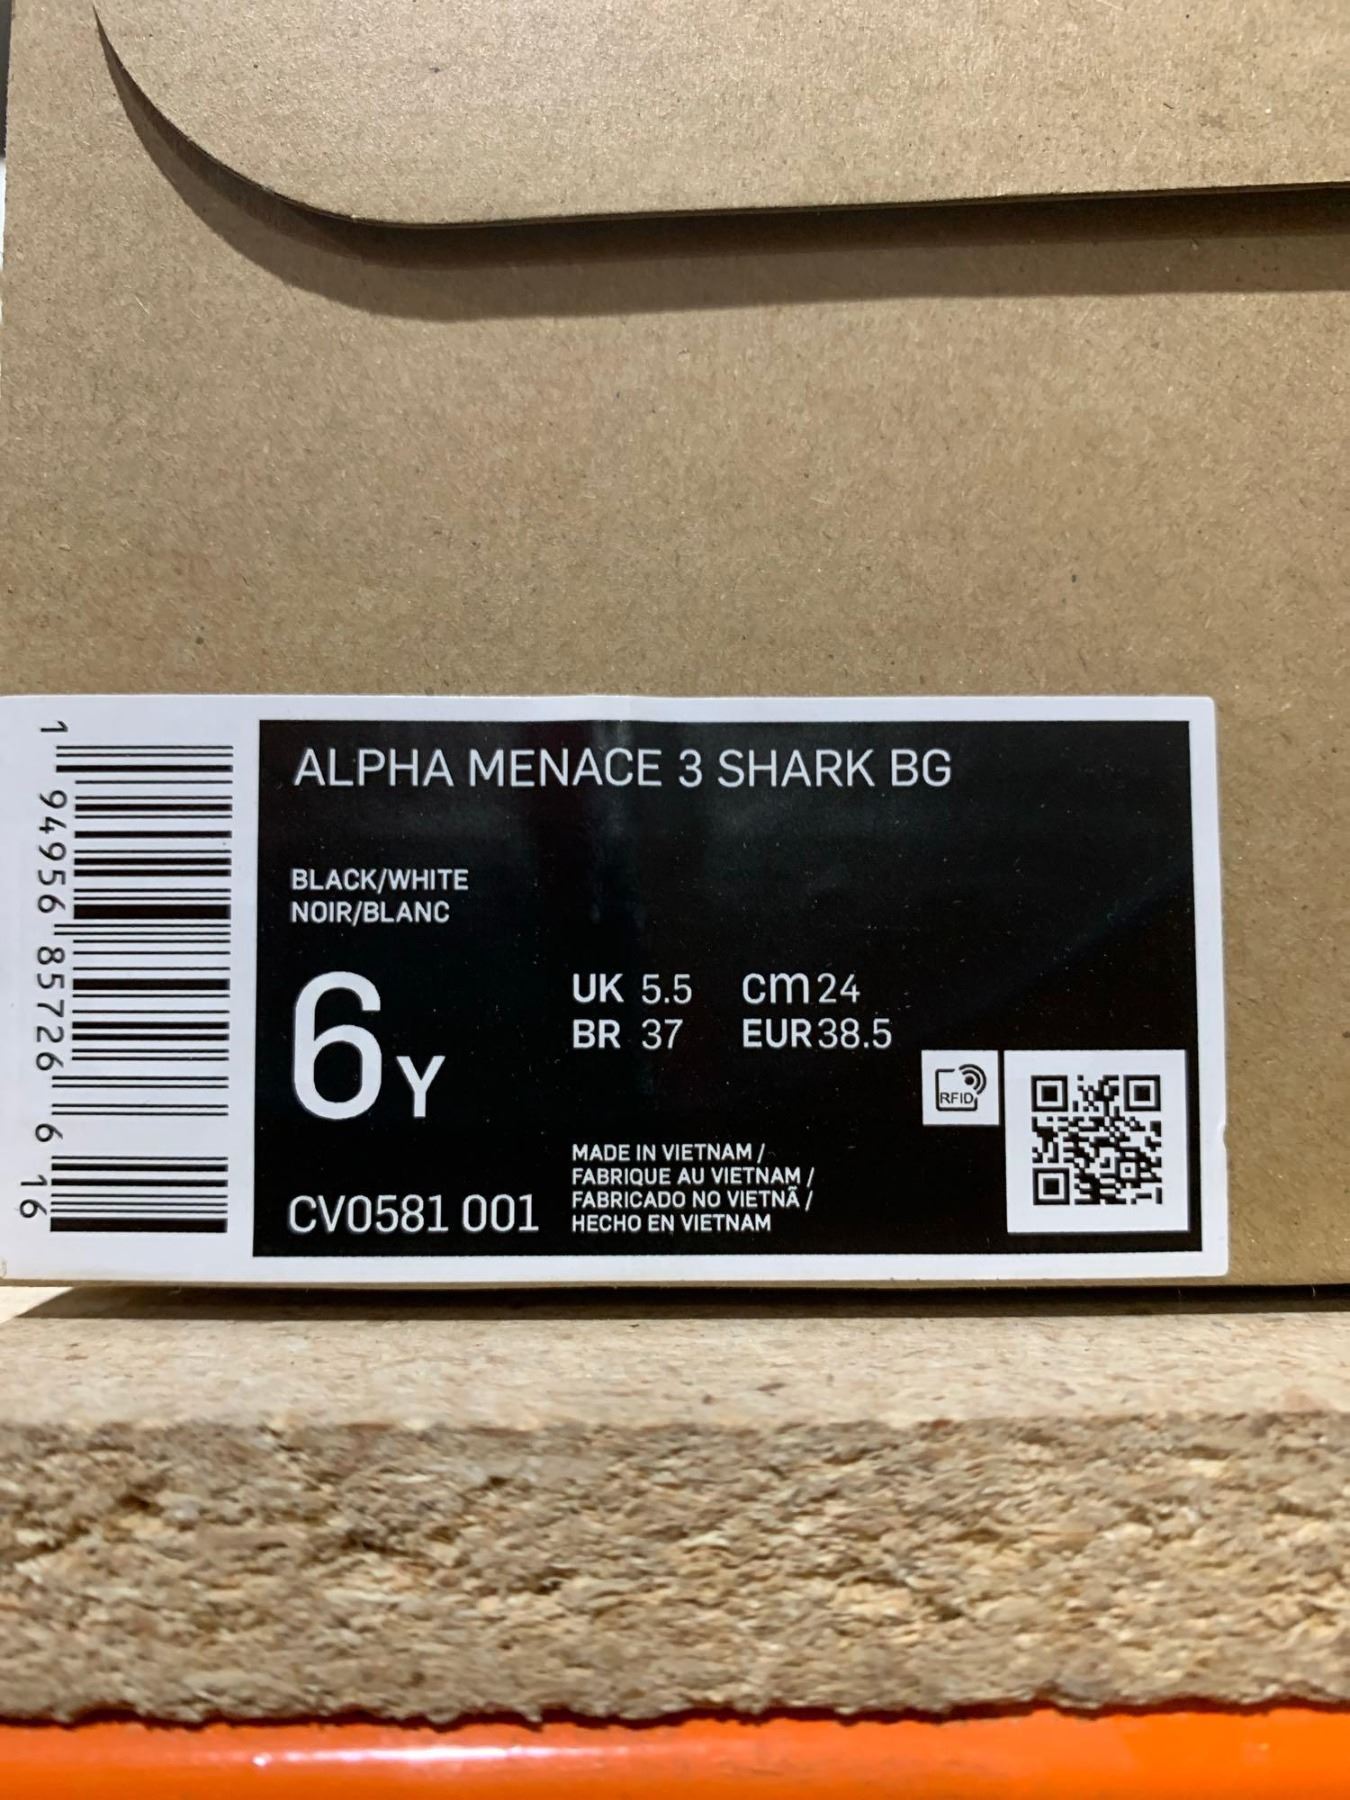 ALPHA MENACE 3 SHARK BG
BLACK/WHITE
NOIR/BLANC
6Y
UK 5.5 cm 24
BR 37 EUR 38.5
RFID
MADE IN VIETNAM /
FABRIQUE AU VIETNAM /
FABRICADO NO VIETNÃ /
HECHO EN VIETNAM
CV0581 001
1 94956 85726 6 16